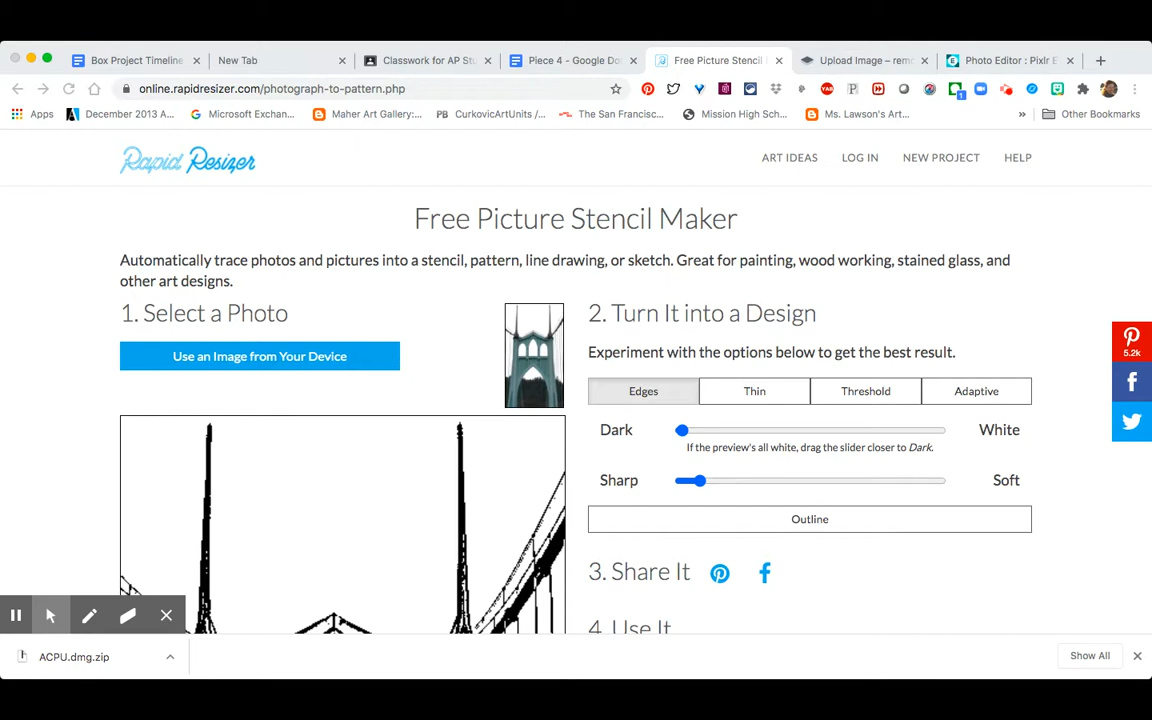 Box Project Timeline
New Tab
Classwork for AP Stu
Piece 4 - Google Do
Free Picture Stencil
Upload Image – remo
Photo Editor : Pixlr E
online.rapidresizer.com/photograph-to-pattern.php
Apps
December 2013 A...
Microsoft Exchan...
Maher Art Gallery:...
CurkovicArtUnits /...
The San Francisc...
Mission High Sch...
Ms. Lawson's Art...
»
Other Bookmarks
Rapid Resizer
ART IDEAS
LOG IN
NEW PROJECT
HELP
Free Picture Stencil Maker
Automatically trace photos and pictures into a stencil, pattern, line drawing, or sketch. Great for painting, wood working, stained glass, and
other art designs.
1. Select a Photo
Use an Image from Your Device
2. Turn It into a Design
Experiment with the options below to get the best result.
Edges
Thin
Threshold
Adaptive
Dark
White
If the preview's all white, drag the slider closer to Dark.
Sharp
Soft
Outline
3. Share It
4. Use It
5.2k
ACPU.dmg.zip
Show All